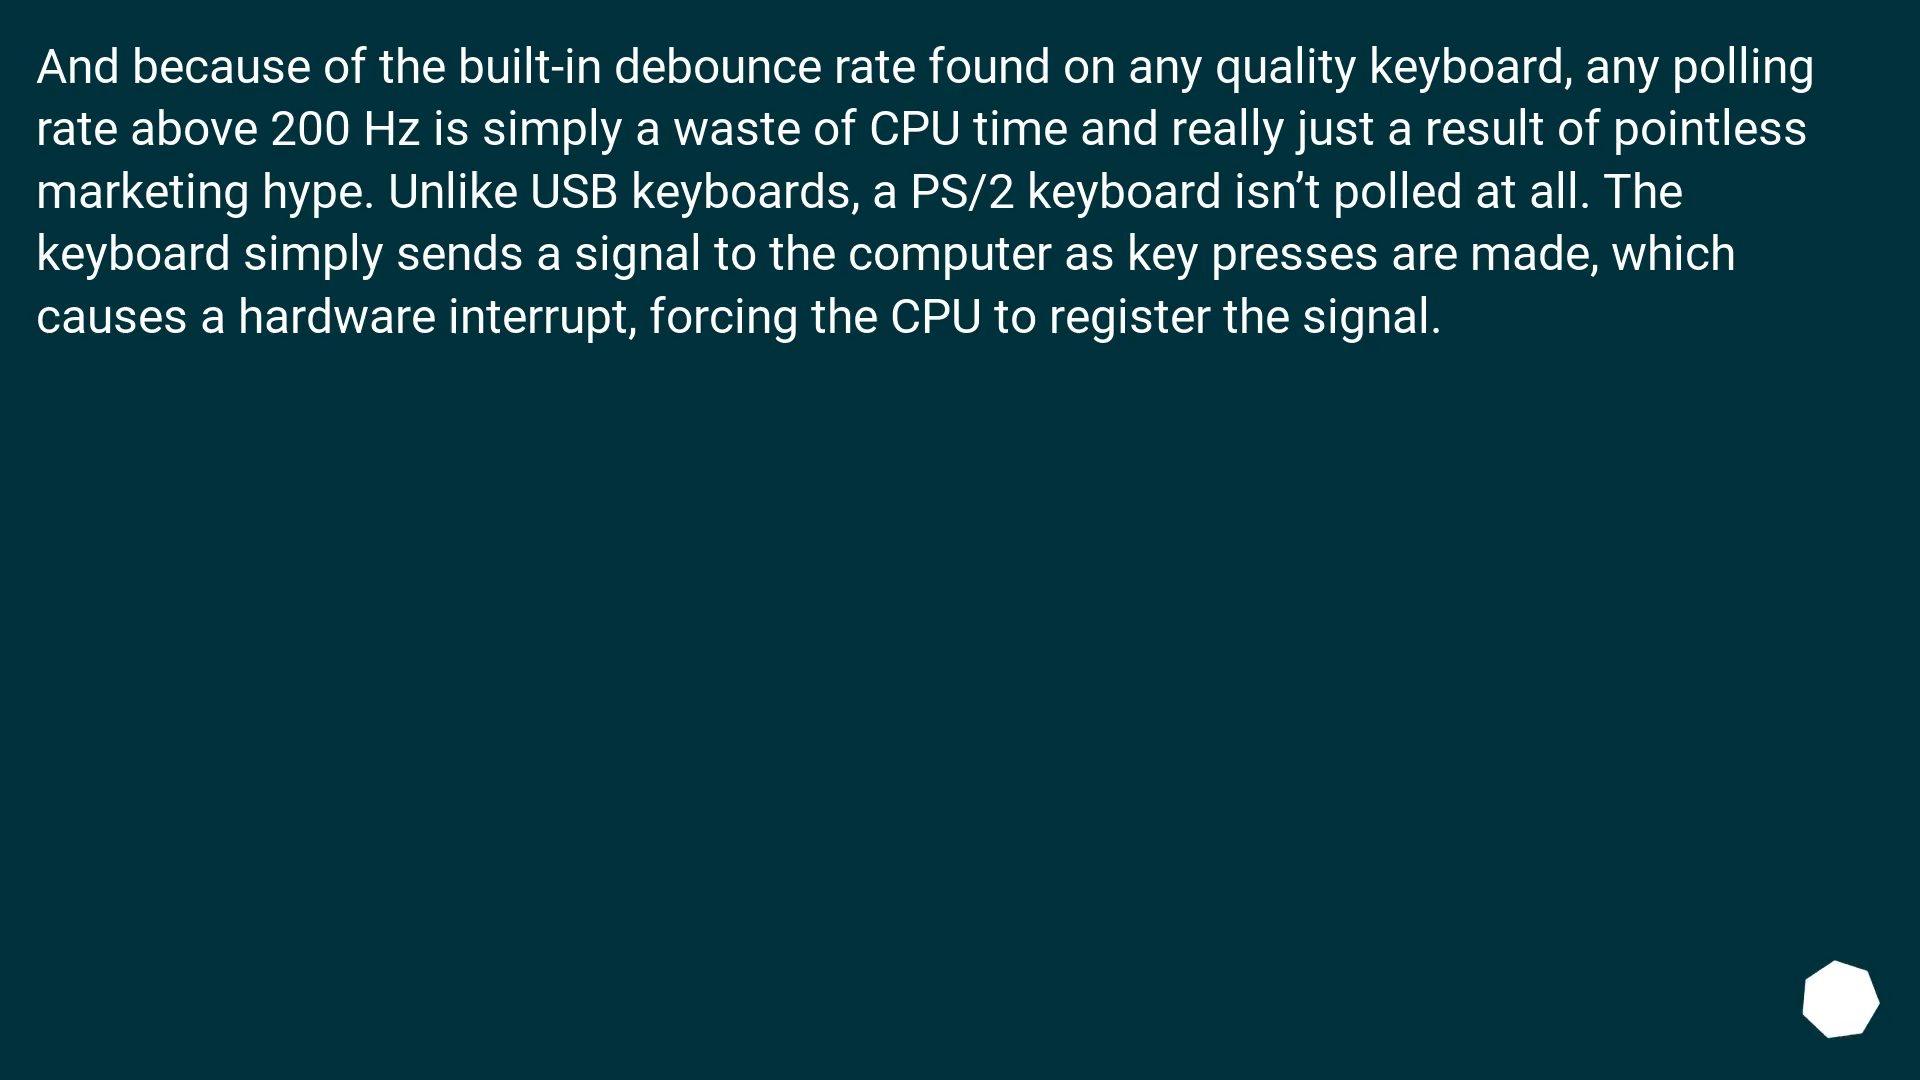 And because of the built-in debounce rate found on any quality keyboard, any polling
rate above 200 Hz is simply a waste of CPU time and really just a result of pointless
marketing hype. Unlike USB keyboards, a PS/2 keyboard isn’t polled at all. The
keyboard simply sends a signal to the computer as key presses are made, which
causes a hardware interrupt, forcing the CPU to register the signal.